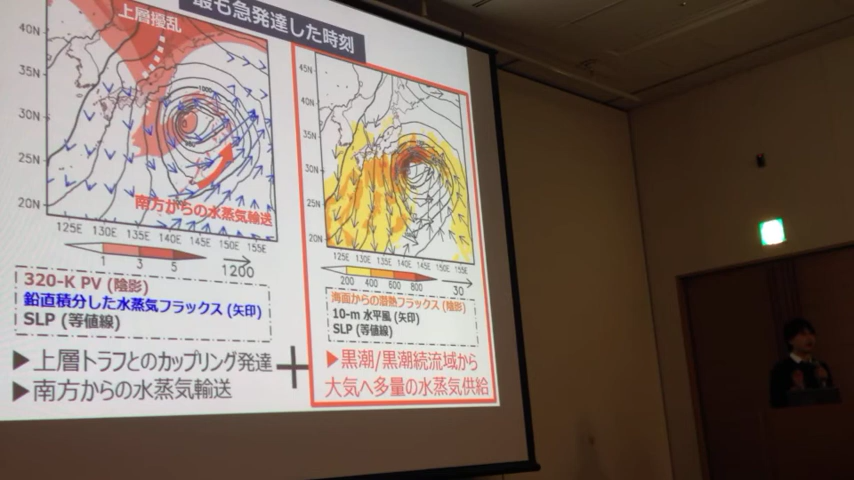 最も急発達した時刻
上層擾乱
40N
35N
30N
25N
20N
125E 130E 135E 140E 145E 150E 155E
南方からの水蒸気輸送
1 3 5
1200
320-K PV (陰影)
鉛直積分した水蒸気フラックス (矢印)
SLP (等値線)
▶上層トラフとのカップリング発達
▶南方からの水蒸気輸送
+
45N
40N
35N
30N
25N
20N
125E 130E 135E 140E 145E 150E 155E
200 400 600 800
30
海面からの潜熱フラックス (陰影)
10-m 水平風 (矢印)
SLP (等値線)
▶黒潮/黒潮続流域から
大気へ多量の水蒸気供給